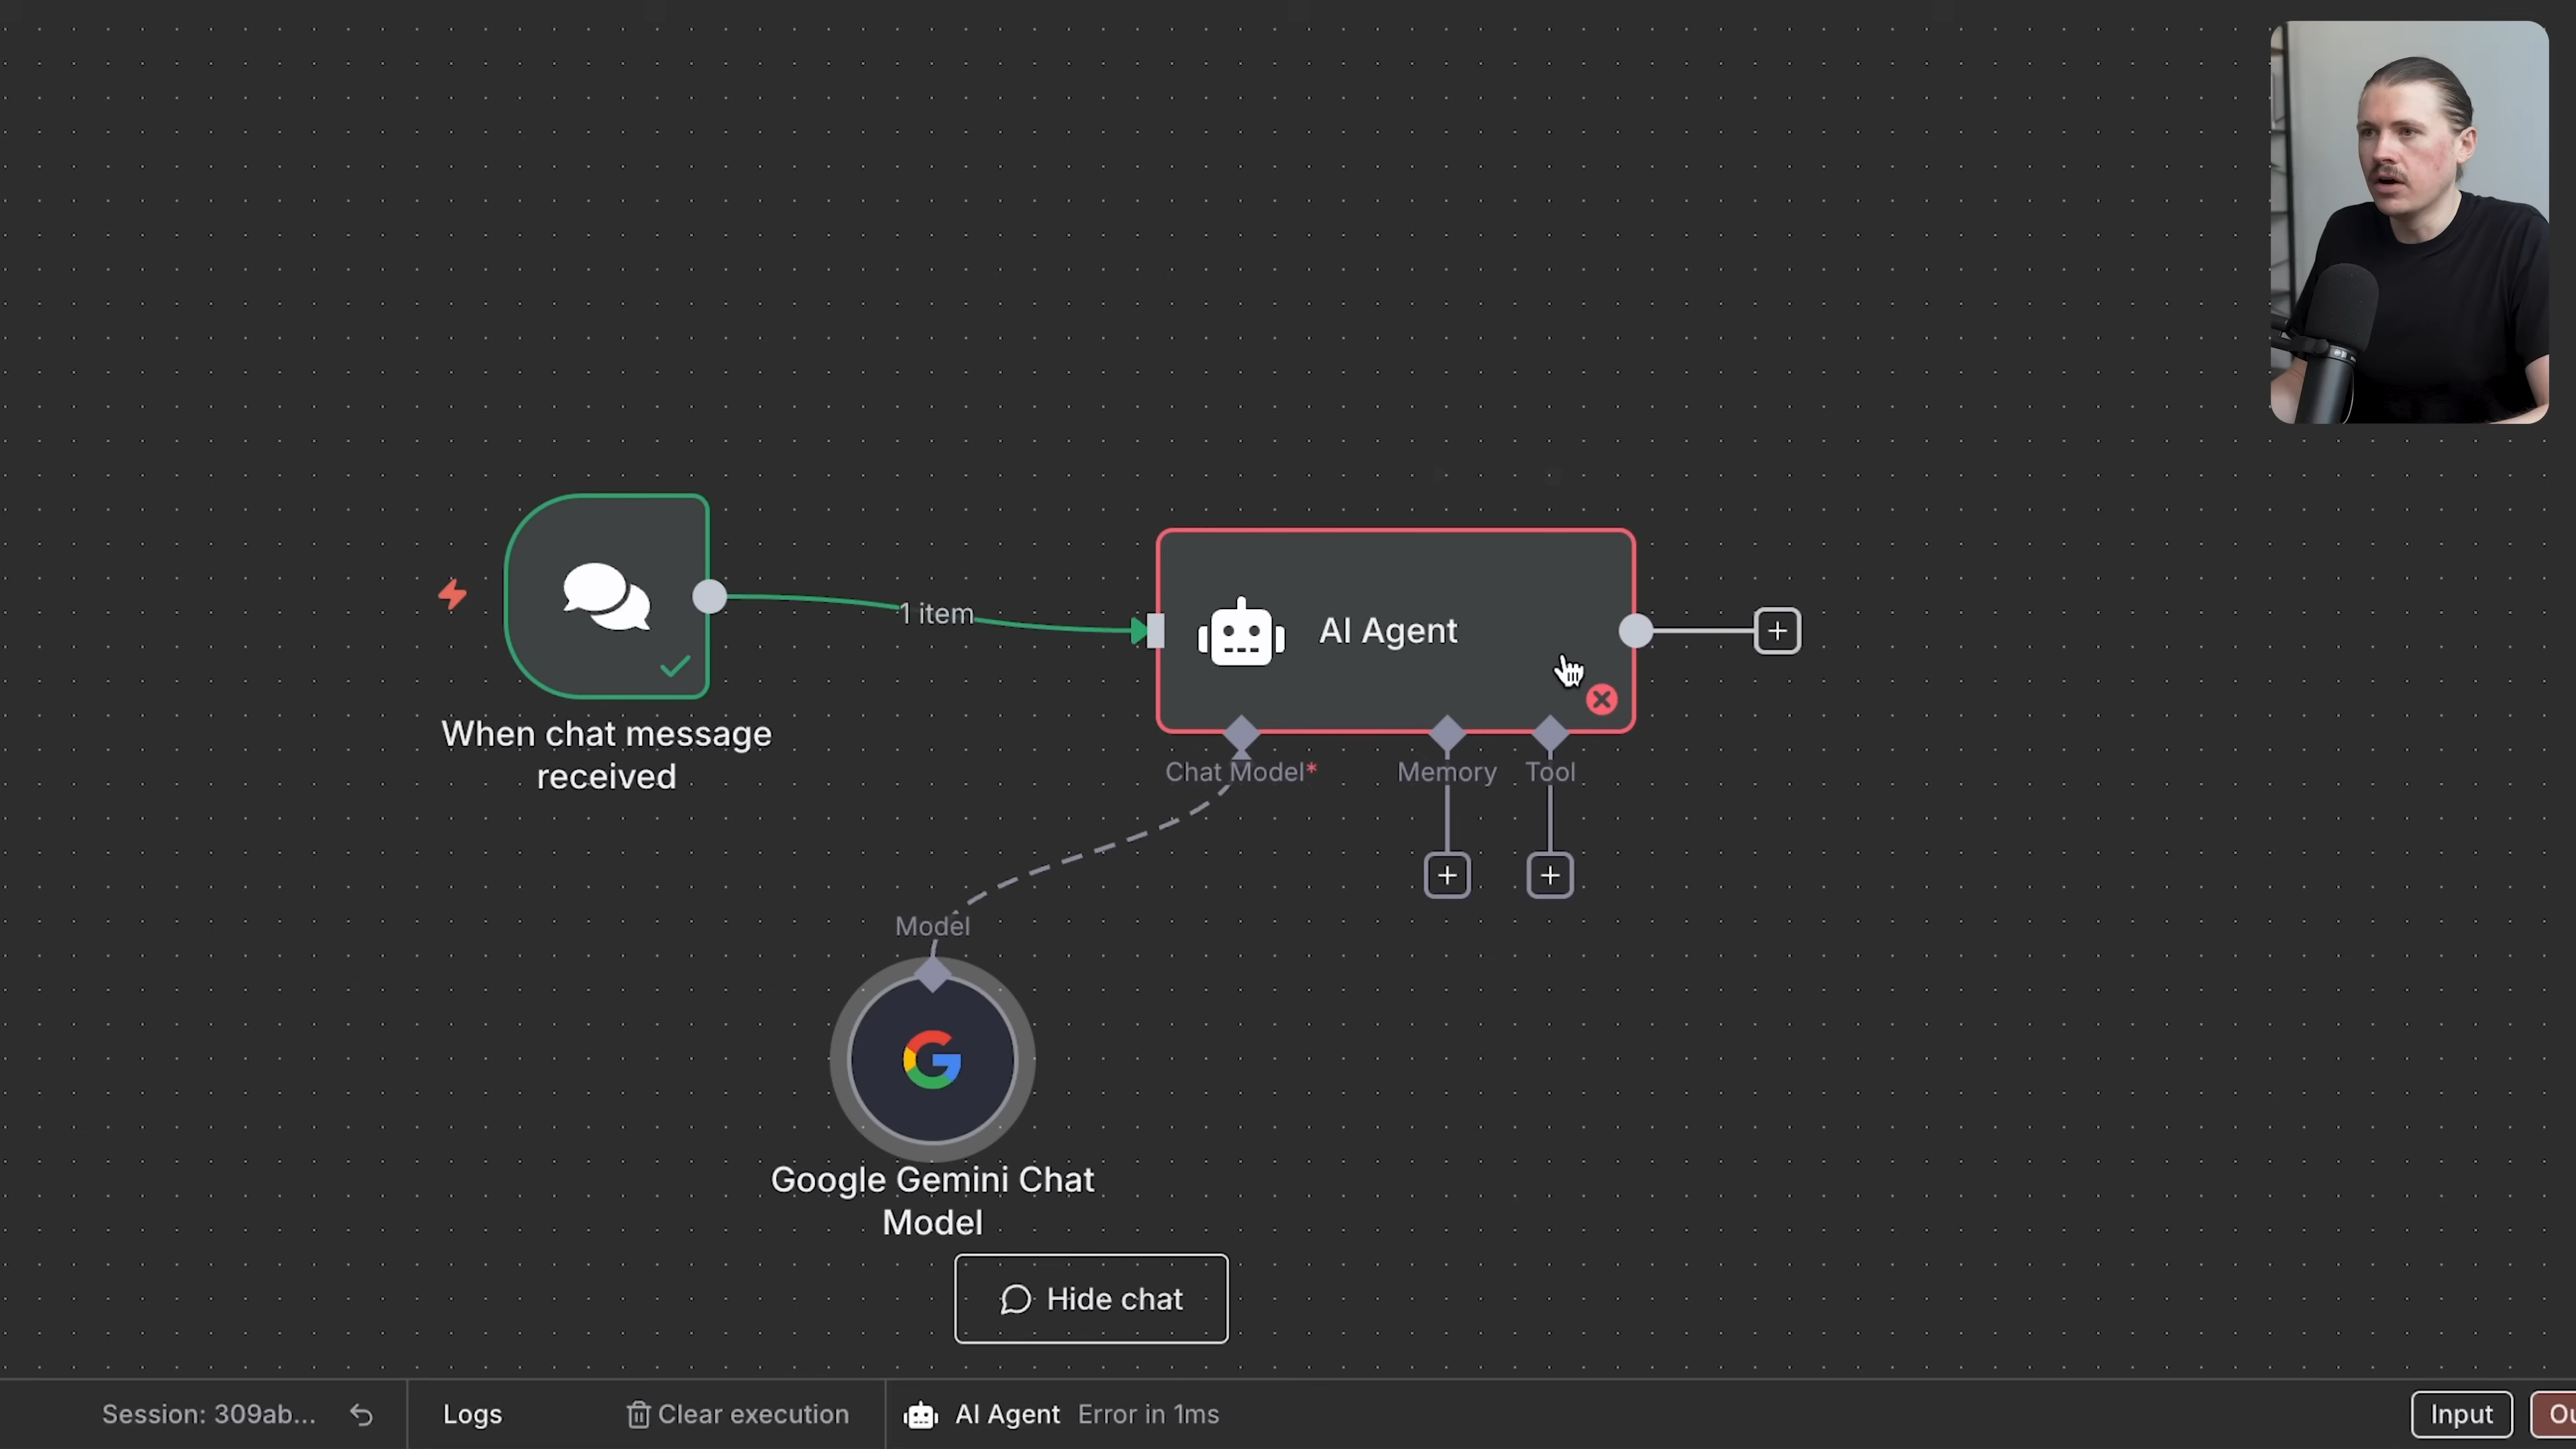 1 item
AI Agent
When chat message
received
Chat Model*
Memory
Tool
Model
Google Gemini Chat
Model
Hide chat
Session: 309ab...
Logs
Clear execution
AI Agent
Error in 1ms
Input
Ou